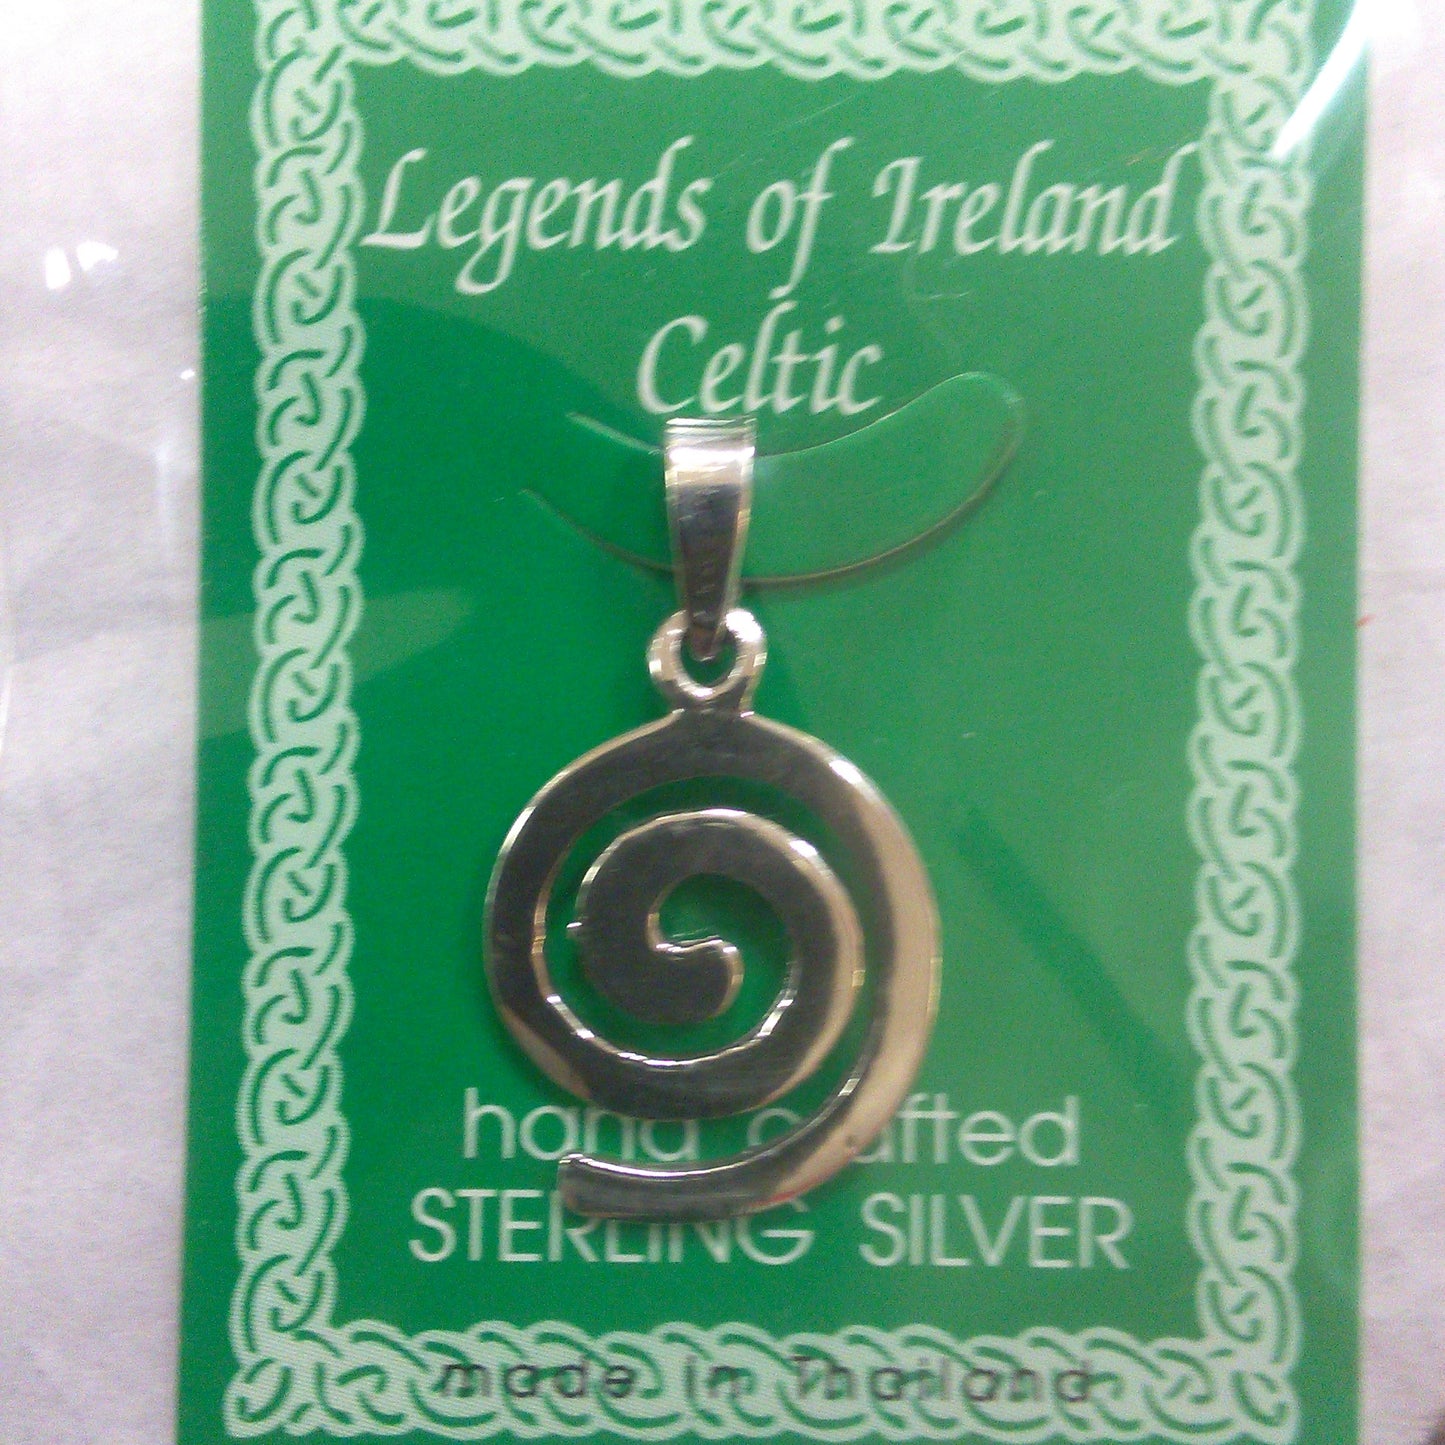 Legends of Ireland
Celtic
hand crafted
STERLING SILVER
made in Thailand